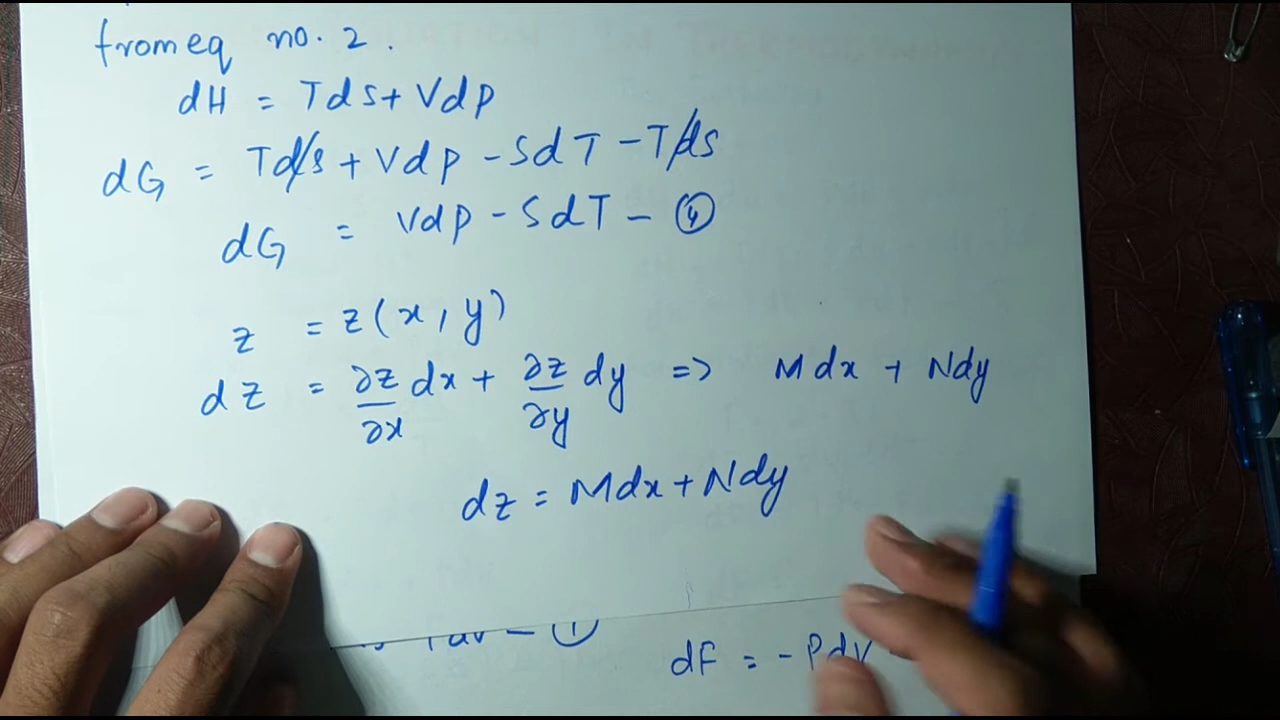 from eq no. 2.
dH = Tds + Vdp
dG = Tds + Vdp - SdT - Tds
dG = Vdp - SdT - ④
z = z(x, y)
dz = ∂z/∂x dx + ∂z/∂y dy => Mdx + Ndy
dz = Mdx + Ndy
①
dF = - PdV